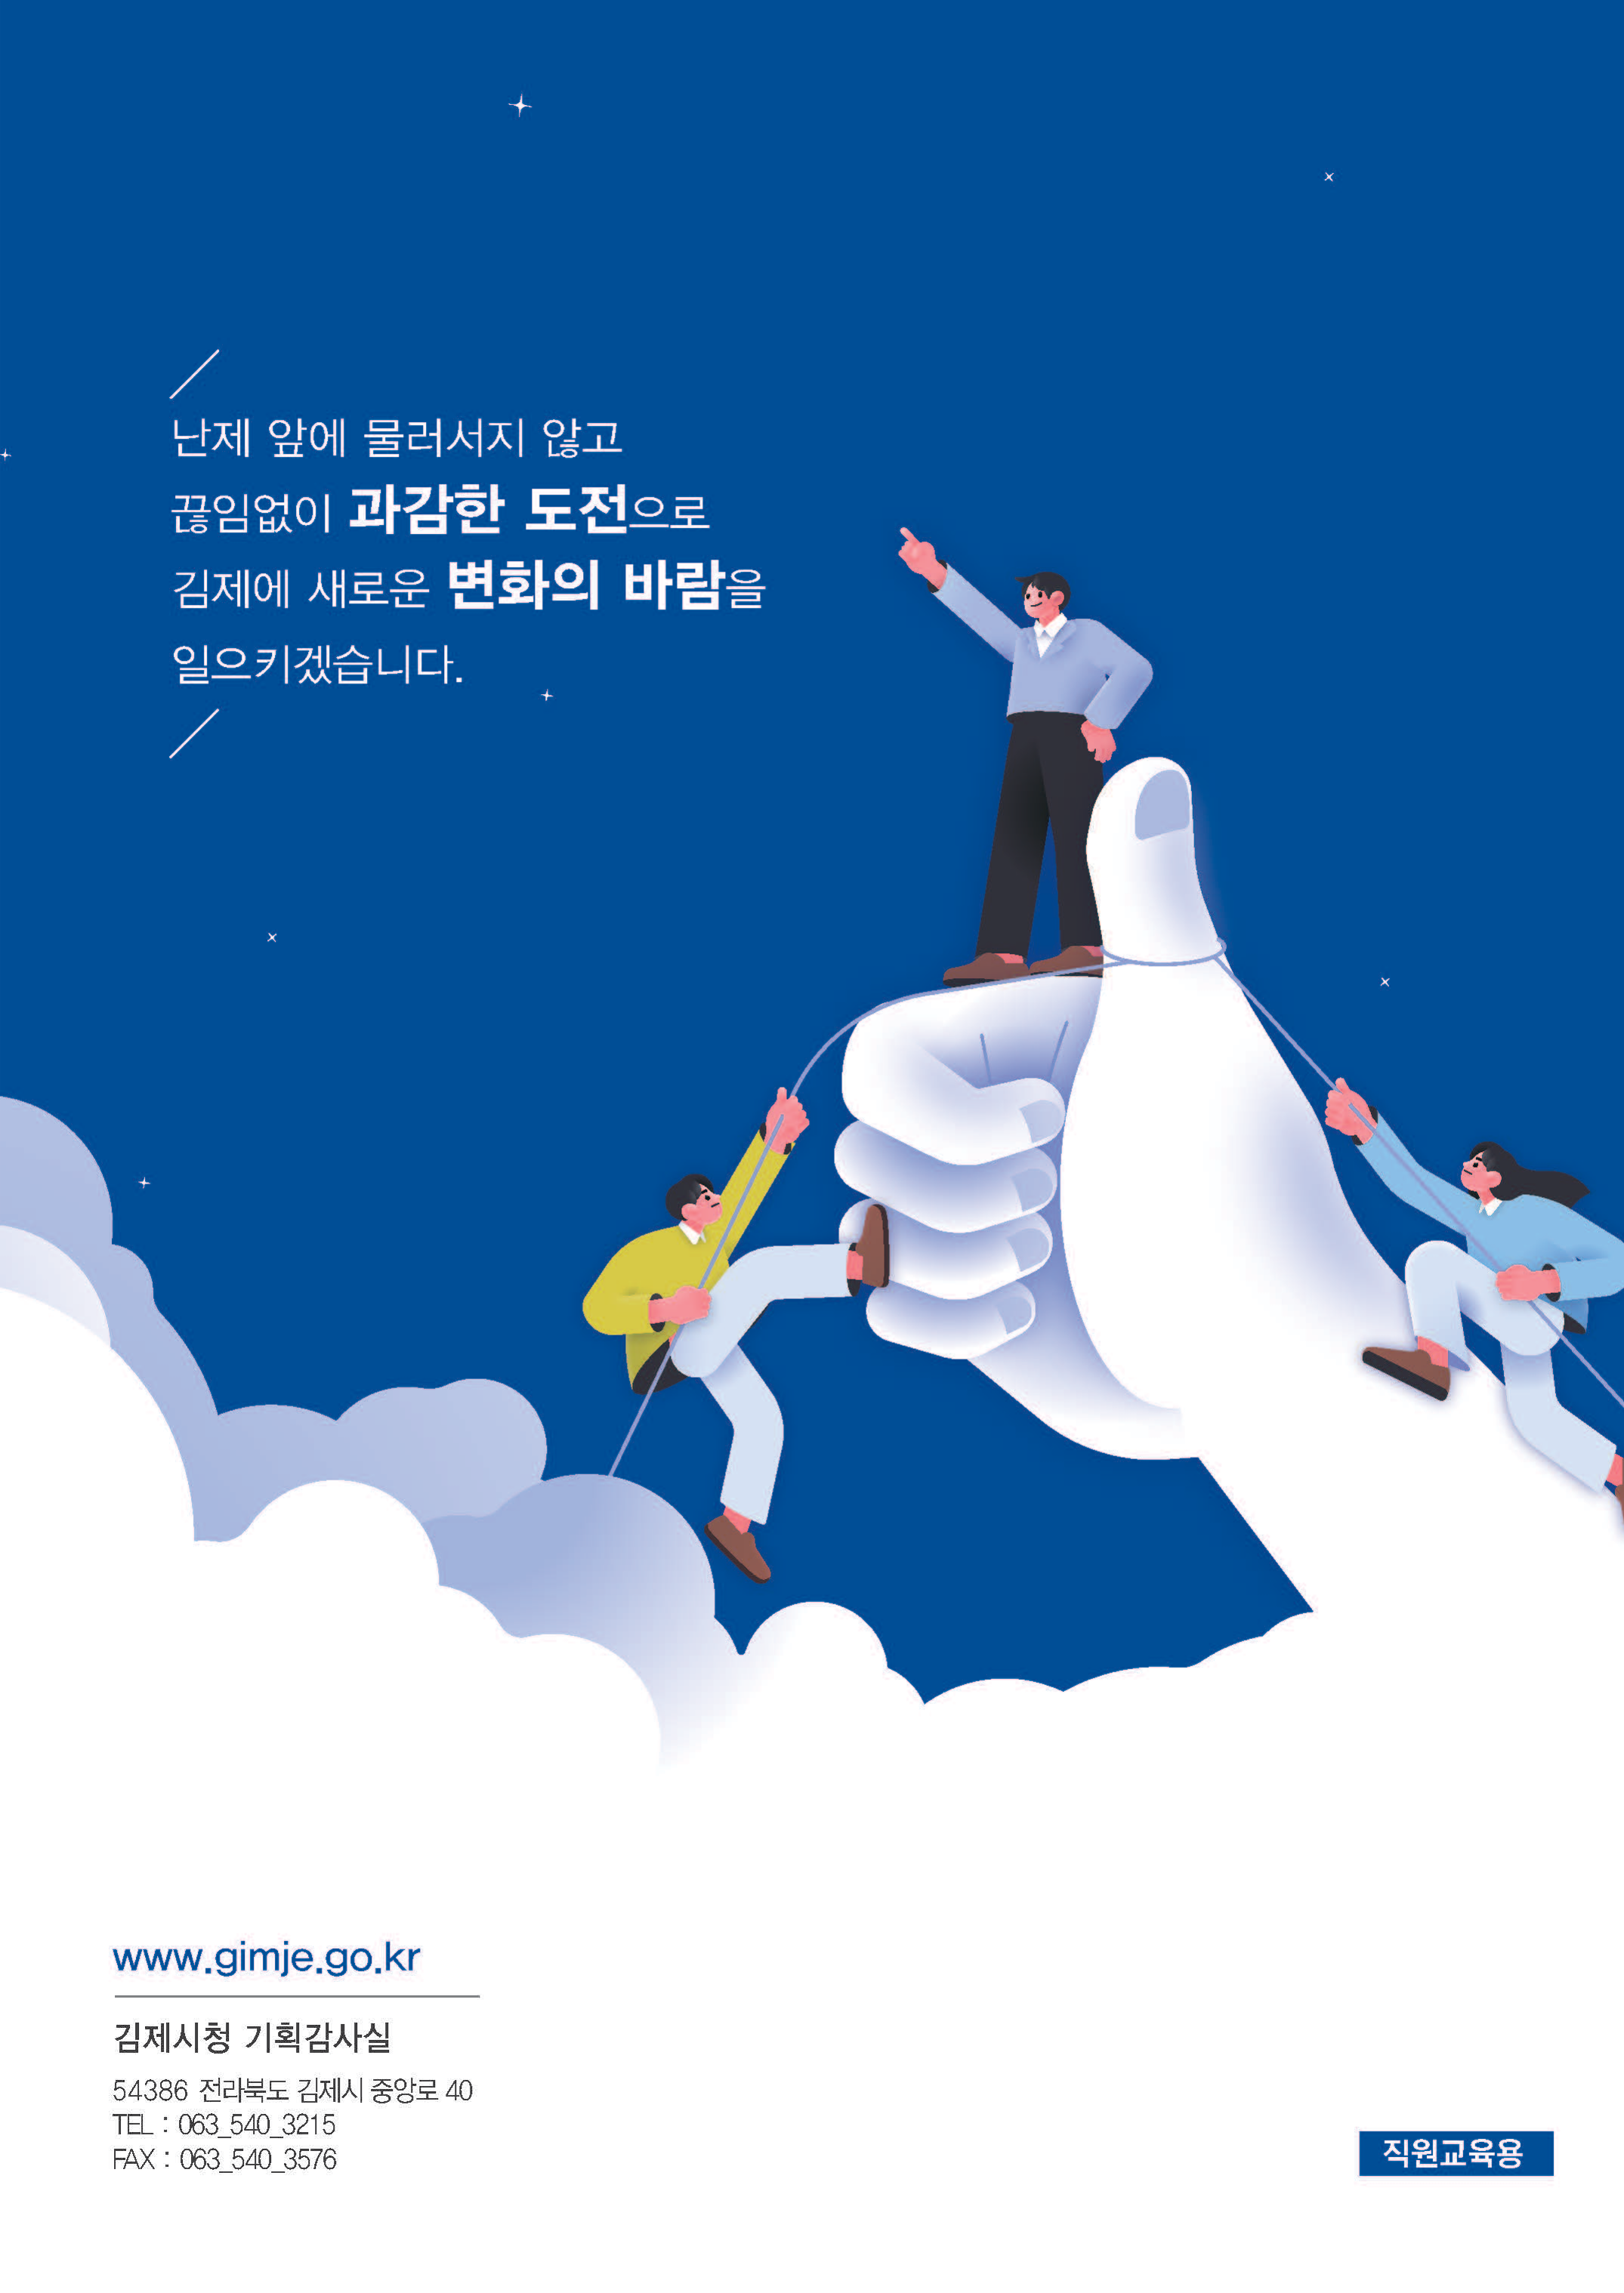 난제 앞에 물러서지 않고
끊임없이 과감한 도전으로
김제에 새로운 변화의 바람을
일으키겠습니다.
www.gimje.go.kr
김제시청 기획감사실
54386 전라북도 김제시 중앙로 40
TEL : 063_540_3215
FAX : 063_540_3576
직원교육용